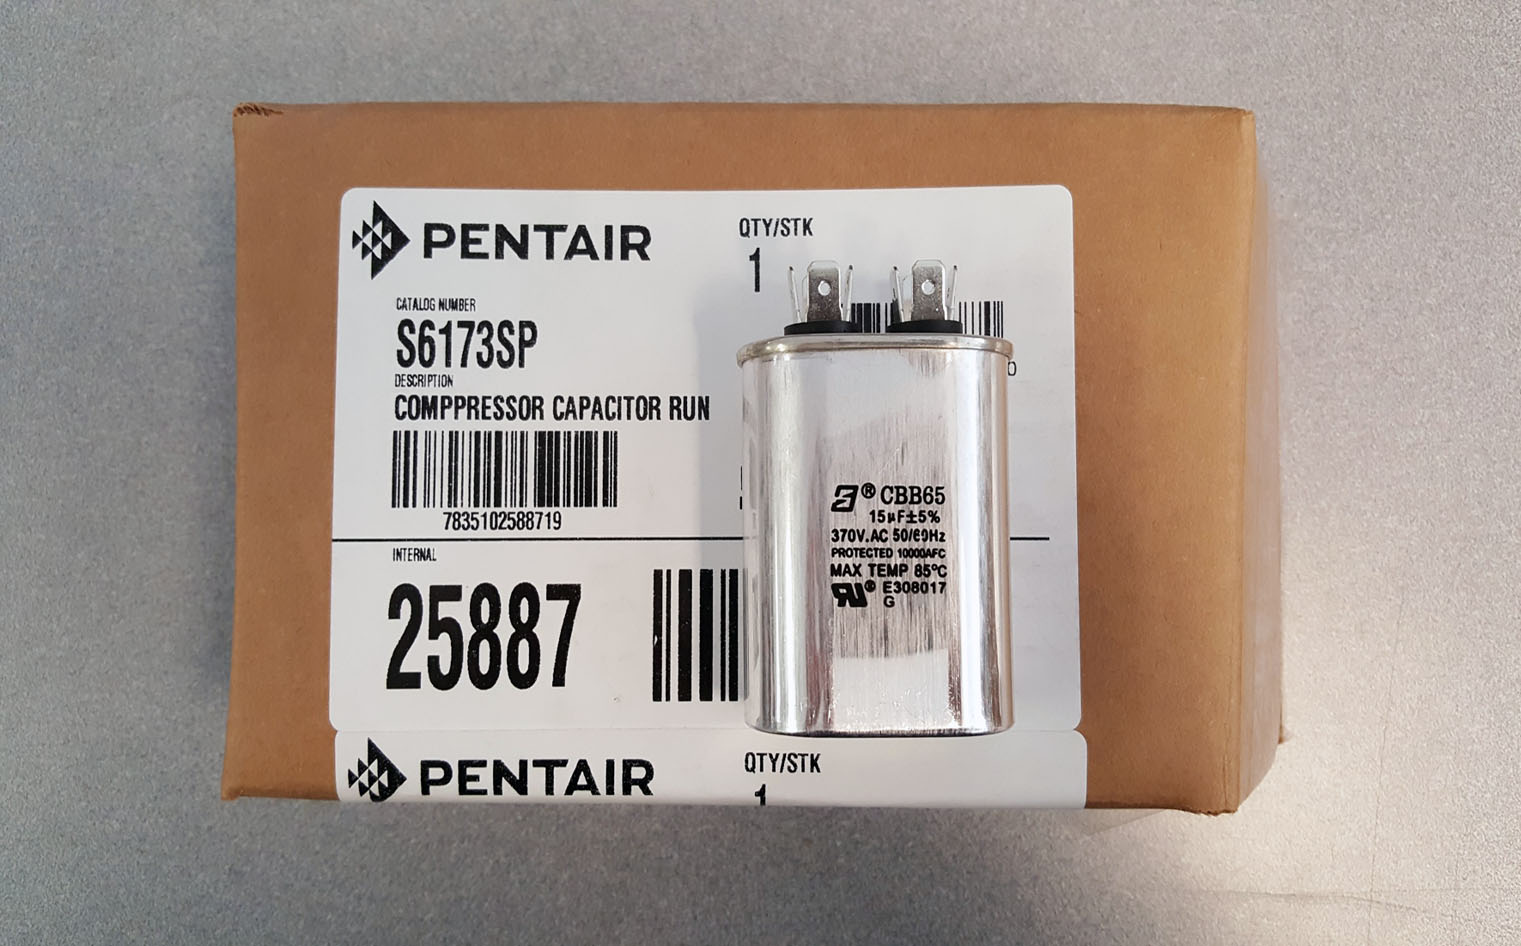 PENTAIR
QTY/STK
1
CATALOG NUMBER
S6173SP
DESCRIPTION
COMPPRESSOR CAPACITOR RUN
7835102588719
INTERNAL
25887
® CBB65
15µF±5%
370V.AC 50/60Hz
PROTECTED 10000AFC
MAX TEMP 85°C
® E308017
G
PENTAIR
QTY/STK
1